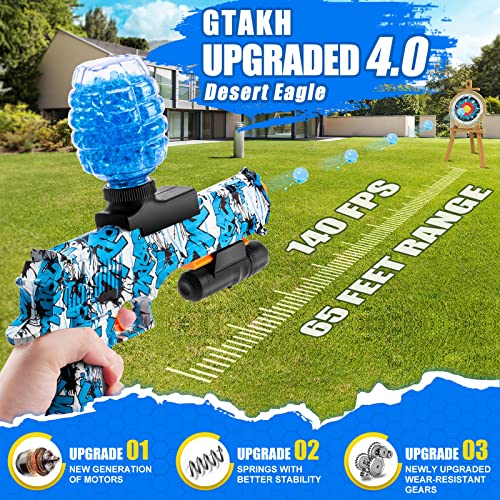 GTAKH
UPGRADED 4.0
Desert Eagle
140 FPS
65 FEET RANGE
UPGRADE 01
NEW GENERATION
OF MOTORS
UPGRADE 02
SPRINGS WITH
BETTER STABILITY
UPGRADE 03
NEWLY UPGRADED
WEAR-RESISTANT
GEARS